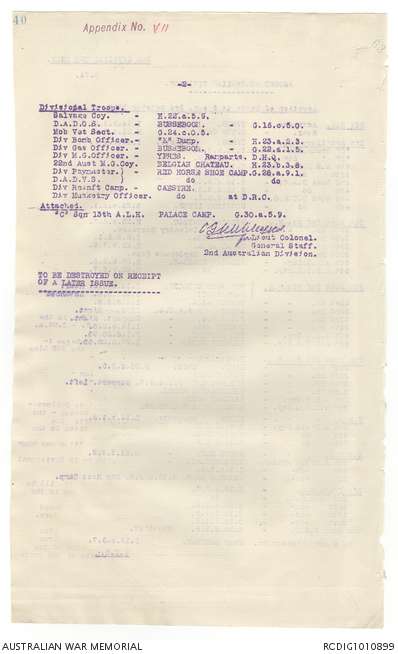 40
Appendix No. VII
-2-
Divisional Troops.
Salvage Coy. - H.22.c.5.6.
D.A.D.O.S. - BUSSEBOOM. - G.16.c.5.0.
Mob Vet Sect. - G.24.c.0.5.
Div Bomb Officer. - "A" Dump. - H.23.a.2.3.
Div Gas Officer. - BUSSEBOOM. - G.22.a.1.5.
Div M.G.Officer. - YPRES. Ramparts. D.H.Q.
22nd Aust M.G.Coy. BELGIAN CHATEAU. H.23.b.3.8.
Div Paymaster.) - RED HORSE SHOE CAMP.G.28.a.9.1.
D.A.D.V.S. ) do do
Div Reinft Camp. - CAESTRE.
Div Musketry Officer. do at D.R.C.
Attached.
"C" Sqn 13th A.L.H. PALACE CAMP. G.30.a.5.9.
for Lieut Colonel.
General Staff.
2nd Australian Division.
TO BE DESTROYED ON RECEIPT
OF A LATER ISSUE.
AUSTRALIAN WAR MEMORIAL
RCDIG1010899